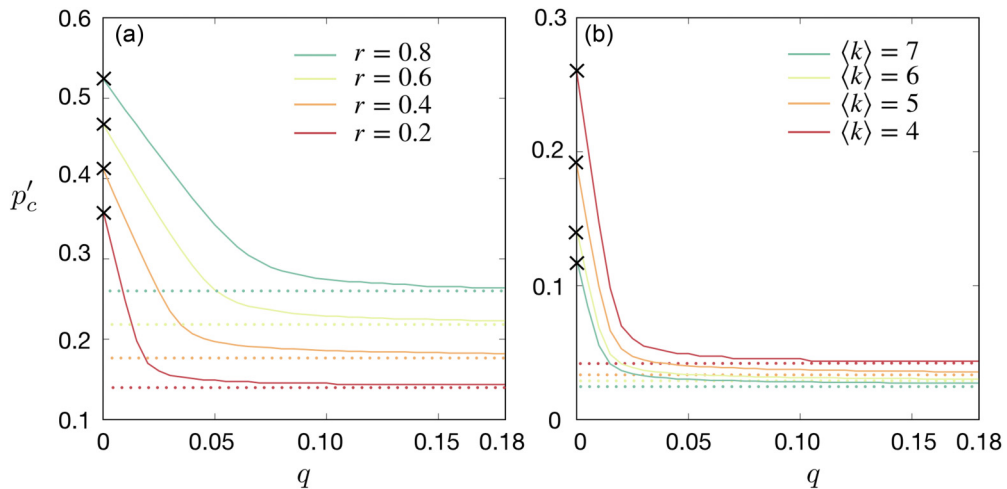 (a)
r = 0.8
r = 0.6
r = 0.4
r = 0.2
0.6
0.5
0.4
0.3
0.2
0.1
p′c
0 0.05 0.10 0.15 0.18
q
(b)
⟨k⟩ = 7
⟨k⟩ = 6
⟨k⟩ = 5
⟨k⟩ = 4
0.3
0.2
0.1
0
0 0.05 0.10 0.15 0.18
q